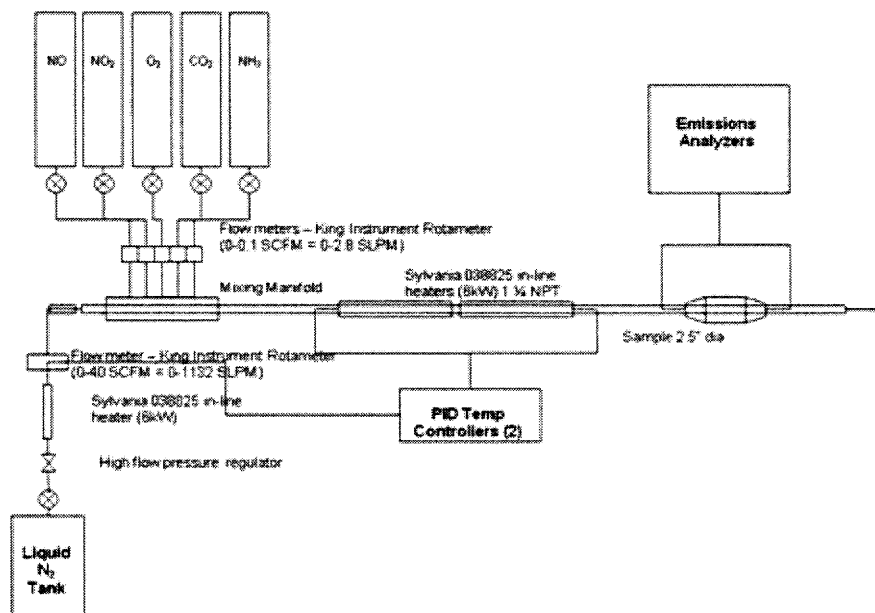 NO NO₂ O₂ CO₂ NH₃
Emissions
Analyzers
Flow meters – King Instrument Rotameter
(0-0.1 SCFM = 0-2.8 SLPM)
Mixing Manifold
Sylvania 038825 in-line
heaters (6kW) 1 ¼ NPT
Sample 2.5" dia
Flow meter – King Instrument Rotameter
(0-40 SCFM = 0-1132 SLPM)
Sylvania 038825 in-line
heater (6kW)
PID Temp
Controllers (2)
High flow pressure regulator
Liquid
N₂
Tank